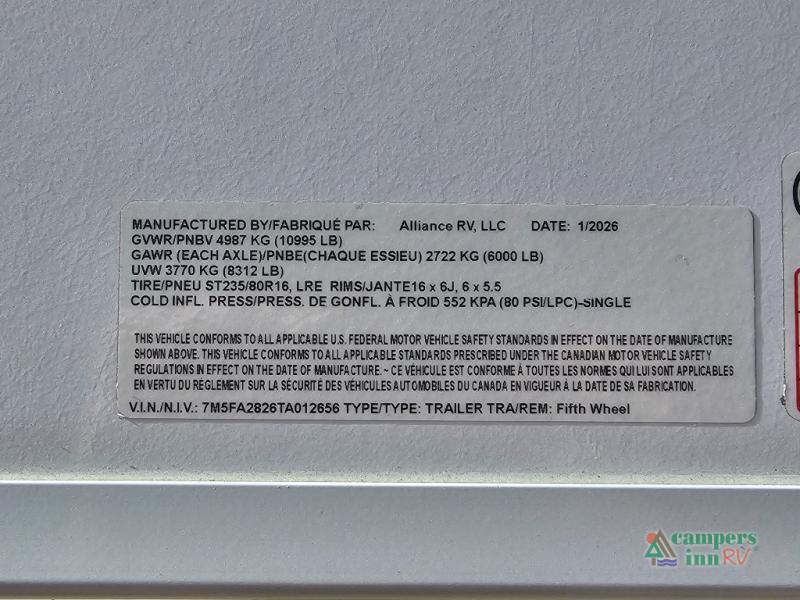 MANUFACTURED BY/FABRIQUÉ PAR: Alliance RV, LLC DATE: 1/2026
GVWR/PNBV 4987 KG (10995 LB)
GAWR (EACH AXLE)/PNBE(CHAQUE ESSIEU) 2722 KG (6000 LB)
UVW 3770 KG (8312 LB)
TIRE/PNEU ST235/80R16, LRE RIMS/JANTE16 x 6J, 6 x 5.5
COLD INFL. PRESS/PRESS. DE GONFL. À FROID 552 KPA (80 PSI/LPC)-SINGLE
THIS VEHICLE CONFORMS TO ALL APPLICABLE U.S. FEDERAL MOTOR VEHICLE SAFETY STANDARDS IN EFFECT ON THE DATE OF MANUFACTURE
SHOWN ABOVE. THIS VEHICLE CONFORMS TO ALL APPLICABLE STANDARDS PRESCRIBED UNDER THE CANADIAN MOTOR VEHICLE SAFETY
REGULATIONS IN EFFECT ON THE DATE OF MANUFACTURE. ~ CE VÉHICULE EST CONFORME À TOUTES LES NORMES QUI LUI SONT APPLICABLES
EN VERTU DU RÈGLEMENT SUR LA SÉCURITÉ DES VÉHICULES AUTOMOBILES DU CANADA EN VIGUEUR À LA DATE DE SA FABRICATION.
V.I.N./N.I.V.: 7M5FA2826TA012656 TYPE/TYPE: TRAILER TRA/REM: Fifth Wheel
campers
inn RV